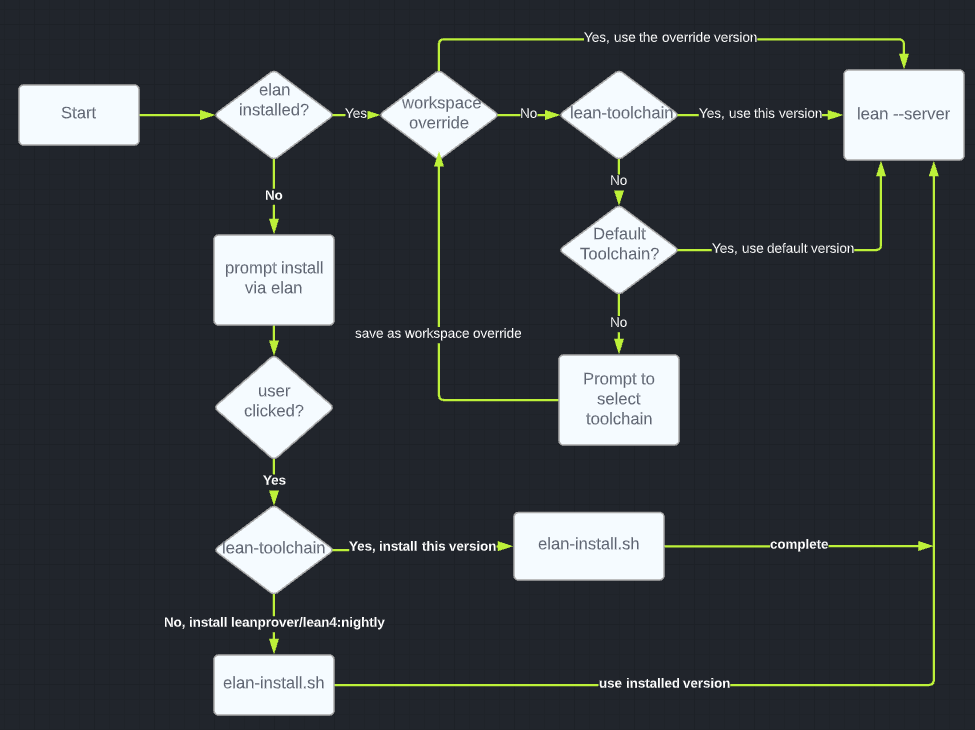 Yes, use the override version
elan
installed?
workspace
override
Start
Yes
No
lean-toolchain
Yes, use this version
lean --server
No
No
Default
Toolchain?
Yes, use default version
prompt install
via elan
No
save as workspace override
Prompt to
select
toolchain
user
clicked?
Yes
lean-toolchain
Yes, install this version
elan-install.sh
complete
No, install leanprover/lean4:nightly
elan-install.sh
use installed version